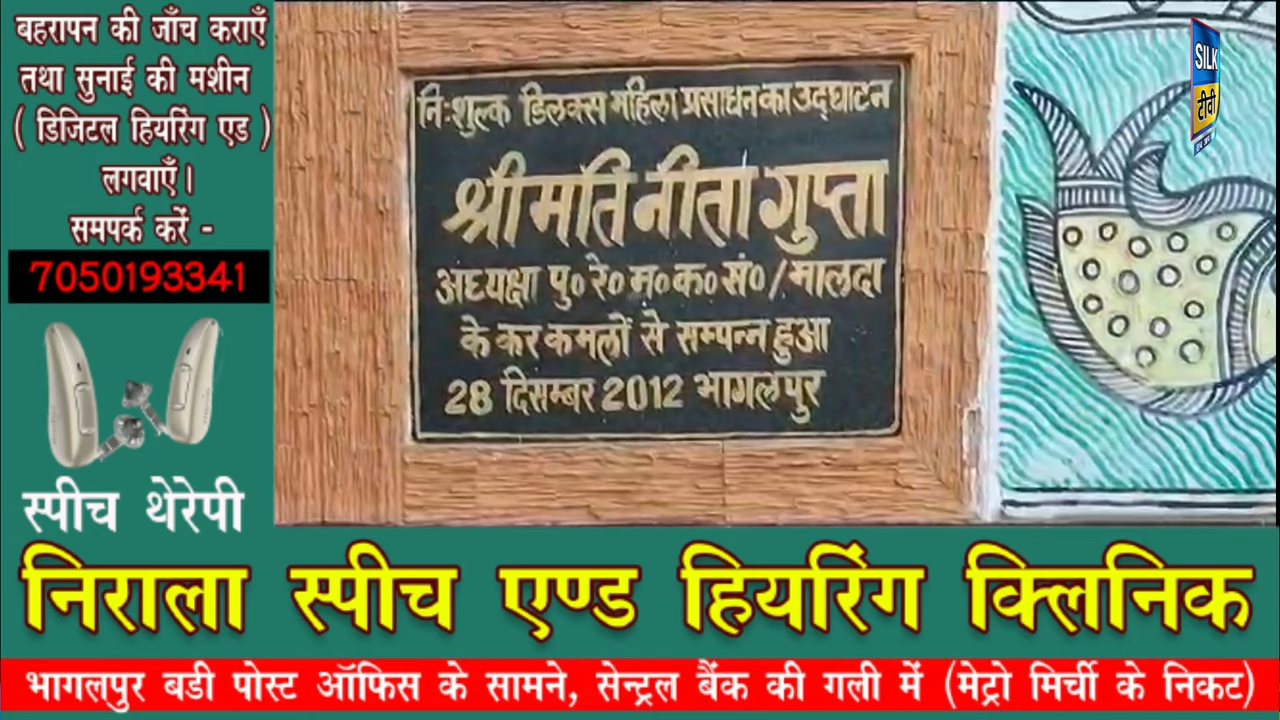 बहरापन की जाँच कराएँ
तथा सुनाई की मशीन
( डिजिटल हियरिंग एड )
लगवाएँ।
समपर्क करें -
7050193341
स्पीच थेरेपी
निःशुल्क डिलक्स महिला प्रसाधन का उद्घाटन
श्रीमति नीता गुप्ता
अध्यक्षा पु० रे० म० क० सं० / मालदा
के कर कमलों से सम्पन्न हुआ
28 दिसम्बर 2012 भागलपुर
SILK
टीवी
निराला स्पीच एण्ड हियरिंग क्लिनिक
भागलपुर बडी पोस्ट ऑफिस के सामने, सेन्ट्रल बैंक की गली में (मेट्रो मिर्ची के निकट)